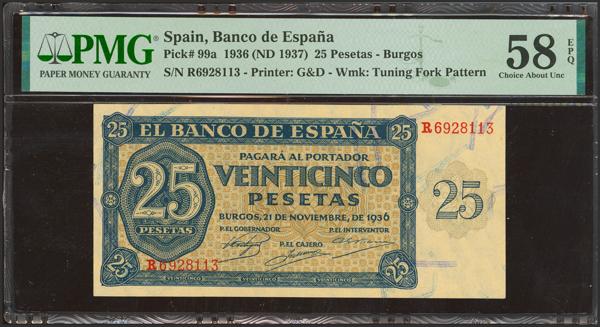 PMG
PAPER MONEY GUARANTY
Spain, Banco de España
Pick# 99a 1936 (ND 1937) 25 Pesetas - Burgos
S/N R6928113 - Printer: G&D - Wmk: Tuning Fork Pattern
58 EPQ
Choice About Unc
25 EL BANCO DE ESPAÑA 25
R6928113
PAGARÁ AL PORTADOR
25 VEINTICINCO 25
PESETAS PESETAS
BURGOS, 21 DE NOVIEMBRE, DE 1936
P. EL GOBERNADOR P. EL INTERVENTOR
P. EL CAJERO
R6928113
25 25
VEINTICINCO VEINTICINCO VEINTICINCO